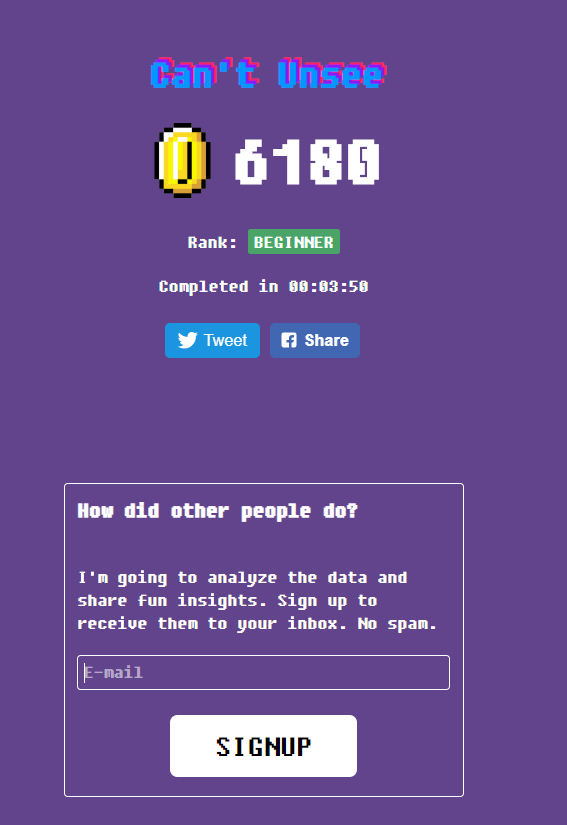 Can't Unsee
6180
Rank: BEGINNER
Completed in 00:03:50
Tweet Share
How did other people do?
I'm going to analyze the data and
share fun insights. Sign up to
receive them to your inbox. No spam.
E-mail
SIGNUP